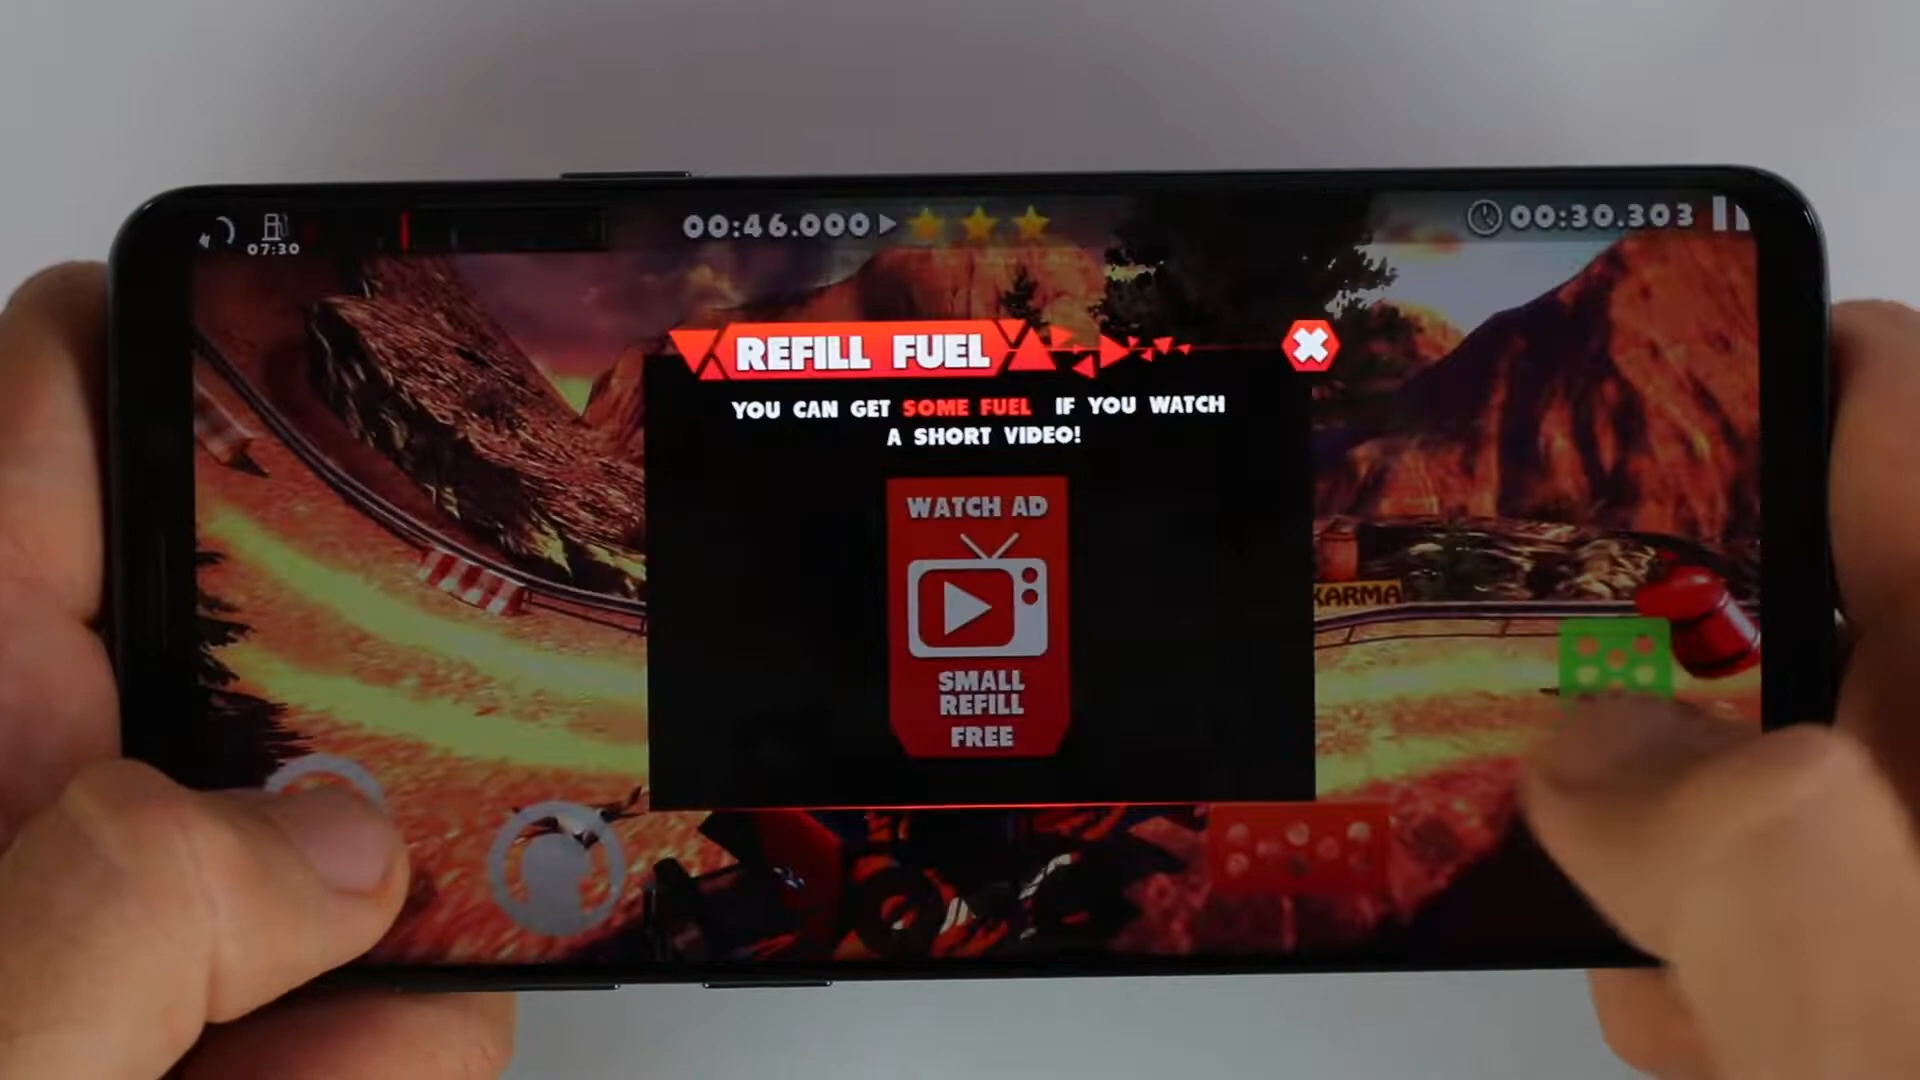 07:30
00:46.000
00:30.303
REFILL FUEL
YOU CAN GET SOME FUEL IF YOU WATCH
A SHORT VIDEO!
WATCH AD
SMALL
REFILL
FREE
KARMA